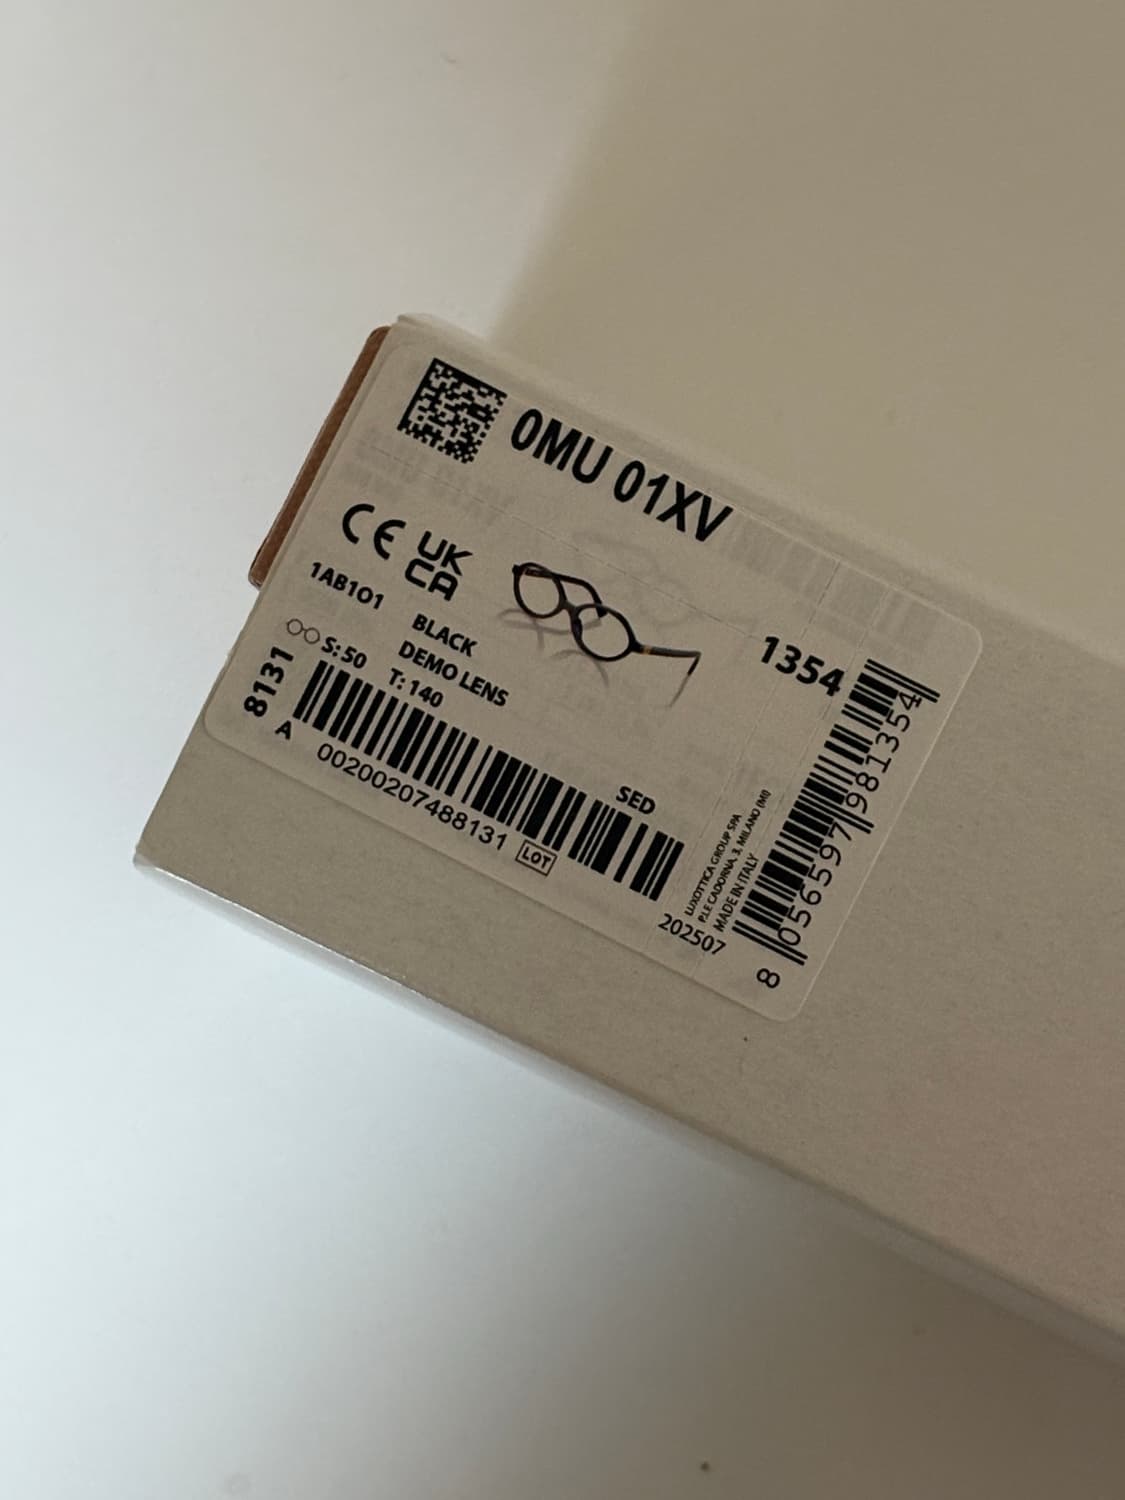 0MU 01XV
CE UK
CA
1AB1O1 BLACK
DEMO LENS
S: 50 T: 140
8131
A
00200207488131 LOT
SED
202507
1354
LUXOTTICA GROUP SPA
P.LE CADORNA, 3, MILANO (MI)
MADE IN ITALY
8 056597 981354